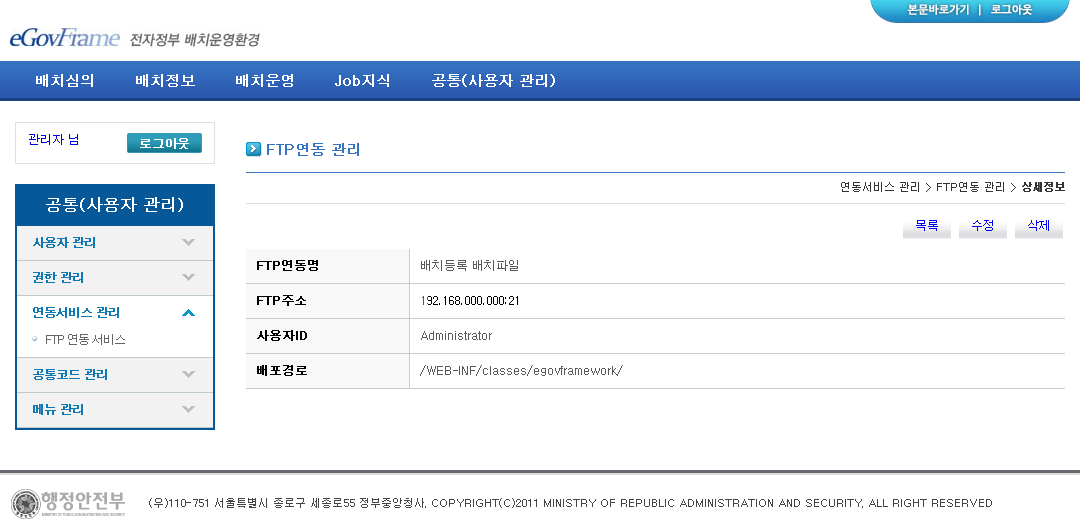 본문바로가기 | 로그아웃
eGovFrame 전자정부 배치운영환경
배치심의 배치정보 배치운영 Job지식 공통(사용자 관리)
관리자 님 로그아웃
공통(사용자 관리)
사용자 관리
권한 관리
연동서비스 관리
FTP 연동 서비스
공통코드 관리
메뉴 관리
FTP연동 관리
연동서비스 관리 > FTP연동 관리 > 상세정보
목록 수정 삭제
FTP연동명 배치등록 배치파일
FTP주소 192.168.000.000:21
사용자ID Administrator
배포경로 /WEB-INF/classes/egovframework/
행정안전부
MINISTRY OF PUBLIC ADMINISTRATION AND SECURITY
(우)110-751 서울특별시 종로구 세종로55 정부중앙청사, COPYRIGHT(C)2011 MINISTRY OF REPUBLIC ADMINISTRATION AND SECURITY, ALL RIGHT RESERVED